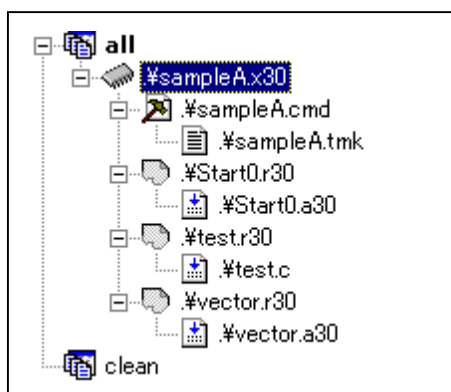 all
.¥sampleA.x30
.¥sampleA.cmd
.¥sampleA.tmk
.¥Start0.r30
.¥Start0.a30
.¥test.r30
.¥test.c
.¥vector.r30
.¥vector.a30
clean